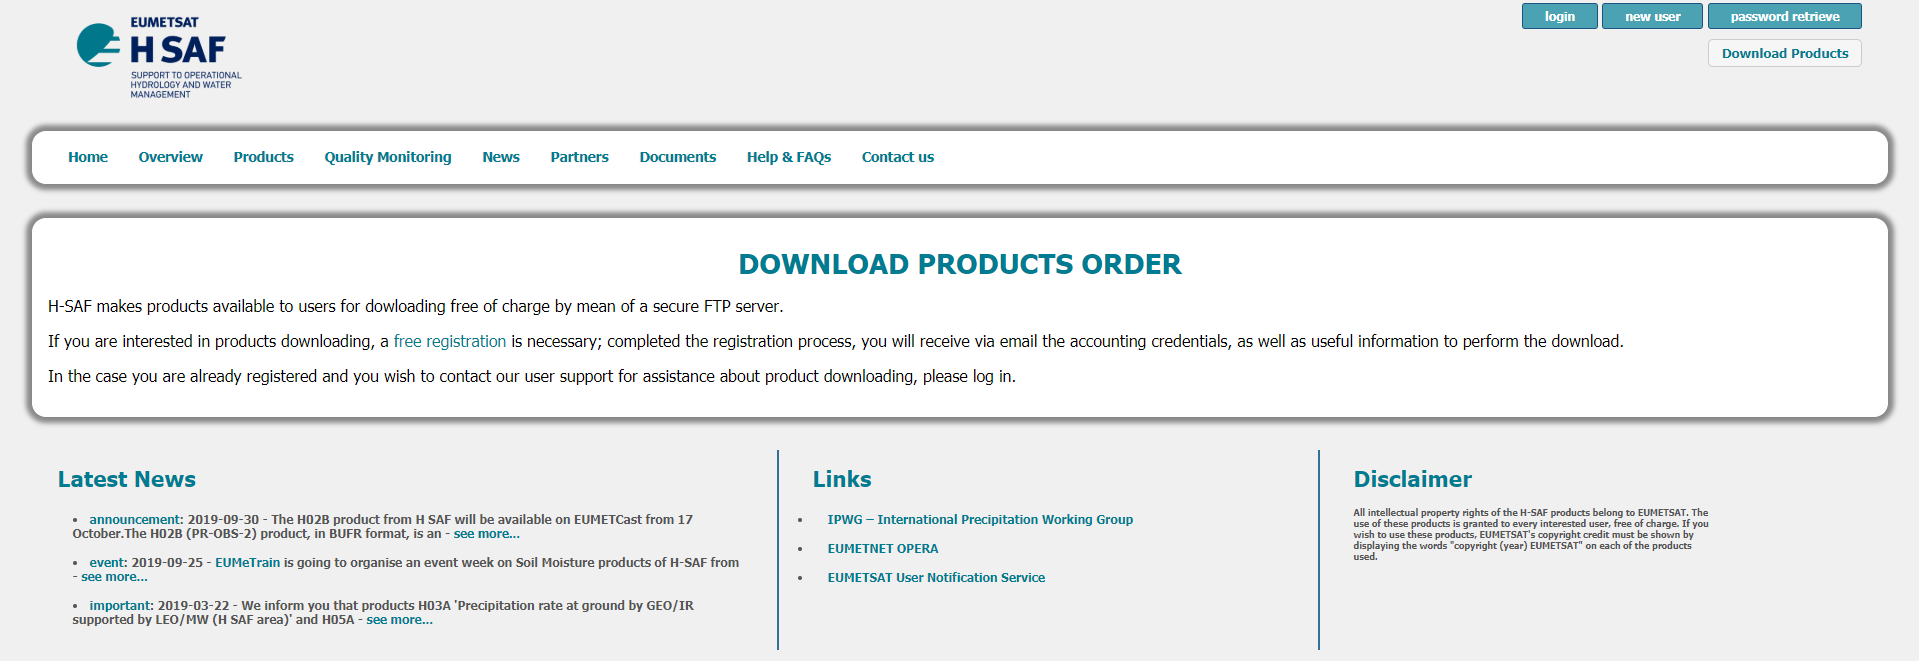 EUMETSAT
H SAF
SUPPORT TO OPERATIONAL
HYDROLOGY AND WATER
MANAGEMENT
login
new user
password retrieve
Download Products
Home Overview Products Quality Monitoring News Partners Documents Help & FAQs Contact us
DOWNLOAD PRODUCTS ORDER
H-SAF makes products available to users for dowloading free of charge by mean of a secure FTP server.
If you are interested in products downloading, a free registration is necessary; completed the registration process, you will receive via email the accounting credentials, as well as useful information to perform the download.
In the case you are already registered and you wish to contact our user support for assistance about product downloading, please log in.
Latest News
• announcement: 2019-09-30 - The H02B product from H SAF will be available on EUMETCast from 17
October.The H02B (PR-OBS-2) product, in BUFR format, is an - see more...
• event: 2019-09-25 - EUMeTrain is going to organise an event week on Soil Moisture products of H-SAF from
- see more...
• important: 2019-03-22 - We inform you that products H03A 'Precipitation rate at ground by GEO/IR
supported by LEO/MW (H SAF area)' and H05A - see more...
Links
• IPWG – International Precipitation Working Group
• EUMETNET OPERA
• EUMETSAT User Notification Service
Disclaimer
All intellectual property rights of the H-SAF products belong to EUMETSAT. The
use of these products is granted to every interested user, free of charge. If you
wish to use these products, EUMETSAT's copyright credit must be shown by
displaying the words "copyright (year) EUMETSAT" on each of the products
used.